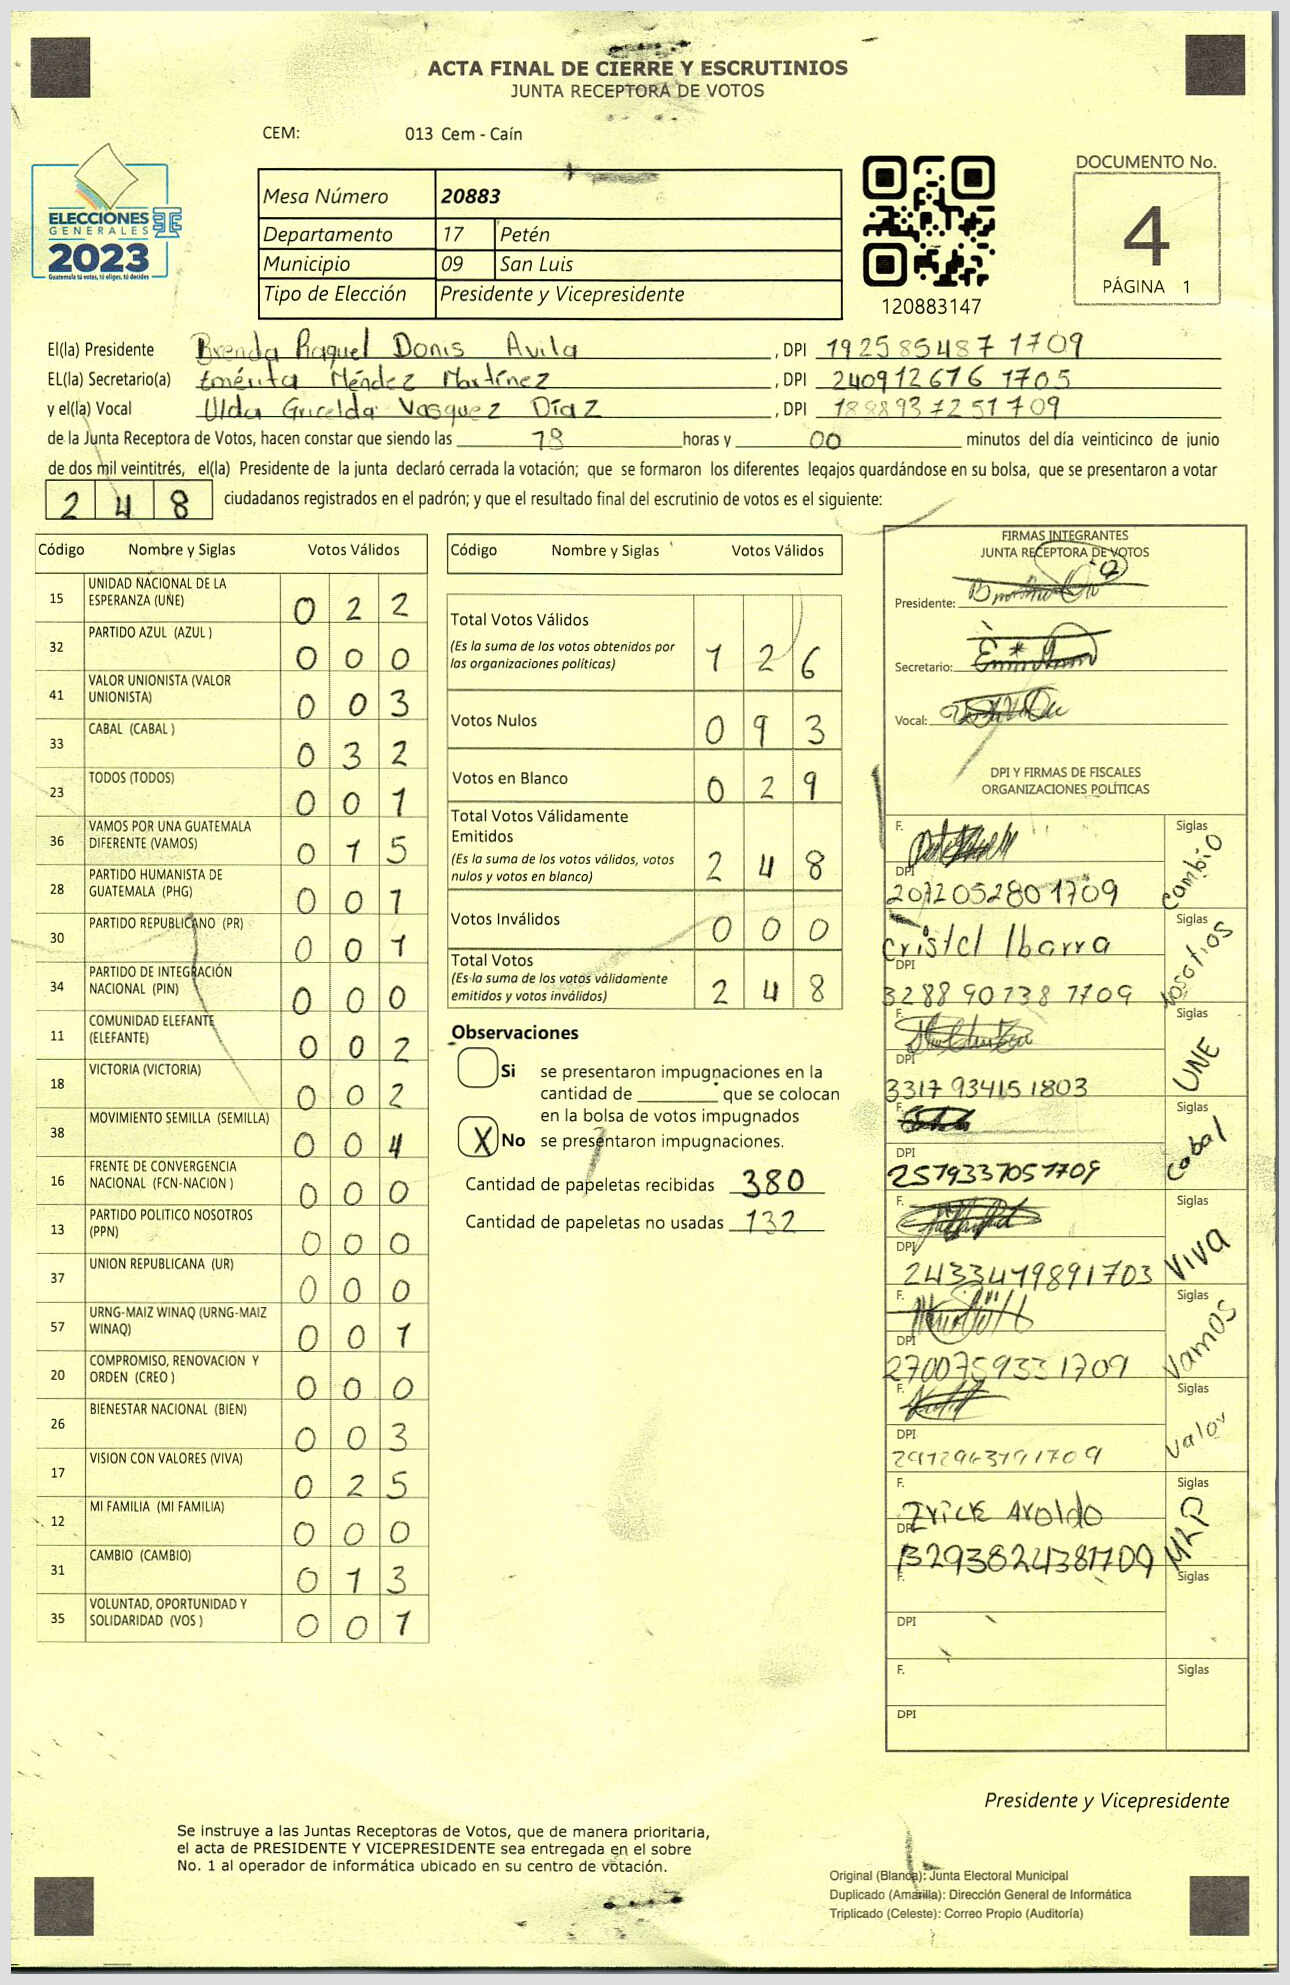 ACTA FINAL DE CIERRE Y ESCRUTINIOS
JUNTA RECEPTORA DE VOTOS
CEM: 013 Cem - Caín
ELECCIONES
GENERALES
2023
Guatemala tú votas, tú eliges, tú decides
Mesa Número 20883
Departamento 17 Petén
Municipio 09 San Luis
Tipo de Elección Presidente y Vicepresidente
120883147
DOCUMENTO No.
4
PÁGINA 1
El(la) Presidente Brenda Raquel Donis Avila , DPI 192585487 1709
EL(la) Secretario(a) Emérita Méndez Martínez , DPI 240912676 1705
y el(la) Vocal Ulda Gricelda Vasquez Díaz , DPI 1888937251709
de la Junta Receptora de Votos, hacen constar que siendo las 18 horas y 00 minutos del día veinticinco de junio
de dos mil veintitrés, el(la) Presidente de la junta declaró cerrada la votación; que se formaron los diferentes legajos guardándose en su bolsa, que se presentaron a votar
2 4 8 ciudadanos registrados en el padrón; y que el resultado final del escrutinio de votos es el siguiente:
Código Nombre y Siglas Votos Válidos
15 UNIDAD NACIONAL DE LA ESPERANZA (UNE) 0 2 2
32 PARTIDO AZUL (AZUL ) 0 0 0
41 VALOR UNIONISTA (VALOR UNIONISTA) 0 0 3
33 CABAL (CABAL ) 0 3 2
23 TODOS (TODOS) 0 0 1
36 VAMOS POR UNA GUATEMALA DIFERENTE (VAMOS) 0 1 5
28 PARTIDO HUMANISTA DE GUATEMALA (PHG) 0 0 1
30 PARTIDO REPUBLICANO (PR) 0 0 1
34 PARTIDO DE INTEGRACIÓN NACIONAL (PIN) 0 0 0
11 COMUNIDAD ELEFANTE (ELEFANTE) 0 0 2
18 VICTORIA (VICTORIA) 0 0 2
38 MOVIMIENTO SEMILLA (SEMILLA) 0 0 4
16 FRENTE DE CONVERGENCIA NACIONAL (FCN-NACION ) 0 0 0
13 PARTIDO POLITICO NOSOTROS (PPN) 0 0 0
37 UNION REPUBLICANA (UR) 0 0 0
57 URNG-MAIZ WINAQ (URNG-MAIZ WINAQ) 0 0 1
20 COMPROMISO, RENOVACION Y ORDEN (CREO ) 0 0 0
26 BIENESTAR NACIONAL (BIEN) 0 0 3
17 VISION CON VALORES (VIVA) 0 2 5
12 MI FAMILIA (MI FAMILIA) 0 0 0
31 CAMBIO (CAMBIO) 0 1 3
35 VOLUNTAD, OPORTUNIDAD Y SOLIDARIDAD (VOS ) 0 0 1
Código Nombre y Siglas Votos Válidos
Total Votos Válidos 1 2 6
(Es la suma de los votos obtenidos por
las organizaciones políticas)
Votos Nulos 0 9 3
Votos en Blanco 0 2 9
Total Votos Válidamente
Emitidos
(Es la suma de los votos válidos, votos
nulos y votos en blanco) 2 4 8
Votos Inválidos 0 0 0
Total Votos
(Es la suma de los votos válidamente
emitidos y votos inválidos) 2 4 8
Observaciones
Si se presentaron impugnaciones en la
cantidad de ________ que se colocan
en la bolsa de votos impugnados
X No se presentaron impugnaciones.
Cantidad de papeletas recibidas 380
Cantidad de papeletas no usadas 132
FIRMAS INTEGRANTES
JUNTA RECEPTORA DE VOTOS
Presidente:
Secretario:
Vocal:
DPI Y FIRMAS DE FISCALES
ORGANIZACIONES POLÍTICAS
F. Siglas
DPI Cambio
F. Cristel Ibarra Siglas
DPI Nosotros
3288 90738 1709
F. Siglas
DPI UNE
3317 93415 1803
F. Siglas
DPI Cabal
2579337051709
F. Siglas
DPI Viva
2433479891703
F. Siglas
DPI Vamos
2700759331709
F. Siglas
DPI Valor
F. Erick Aroldo Siglas
DPI MLP
3293824381709
F. Siglas
DPI
F. Siglas
DPI
Presidente y Vicepresidente
Se instruye a las Juntas Receptoras de Votos, que de manera prioritaria,
el acta de PRESIDENTE Y VICEPRESIDENTE sea entregada en el sobre
No. 1 al operador de informática ubicado en su centro de votación.
Original (Blanca): Junta Electoral Municipal
Duplicado (Amarilla): Dirección General de Informática
Triplicado (Celeste): Correo Propio (Auditoría)